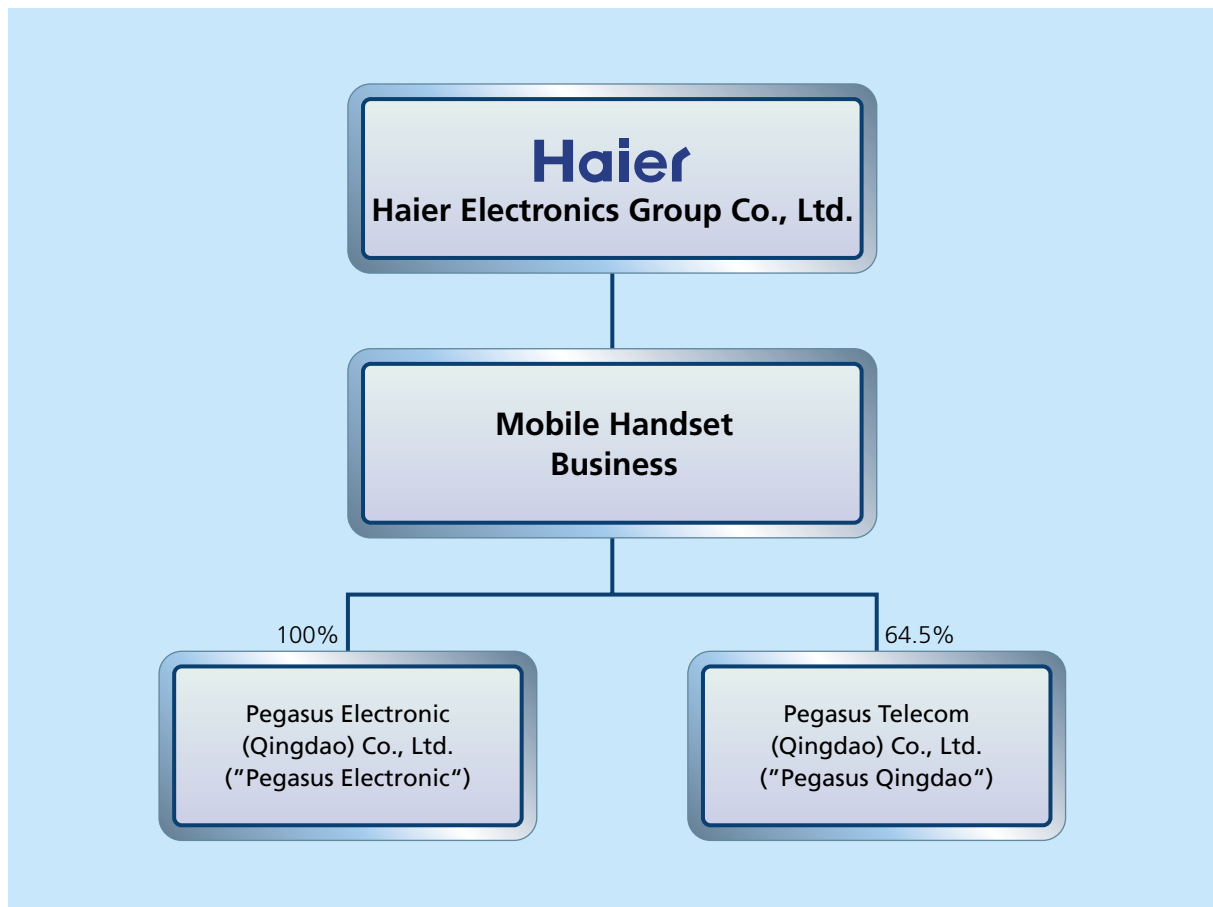 Haier
Haier Electronics Group Co., Ltd.
Mobile Handset
Business
100%
64.5%
Pegasus Electronic
(Qingdao) Co., Ltd.
(″Pegasus Electronic“)
Pegasus Telecom
(Qingdao) Co., Ltd.
(″Pegasus Qingdao“)